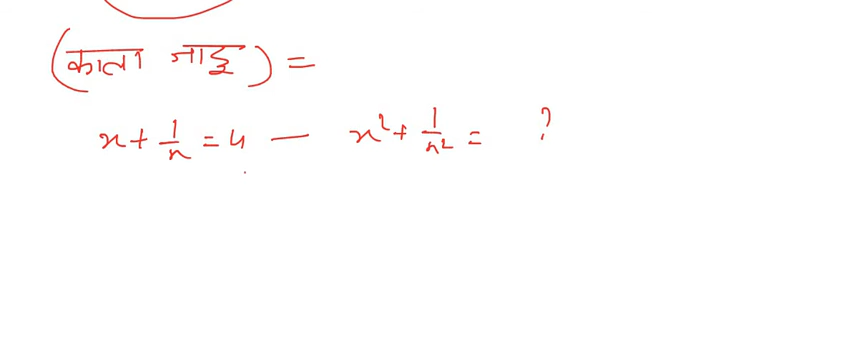 (काला जादू) =
x + 1/x = 4 — x² + 1/x² = ?